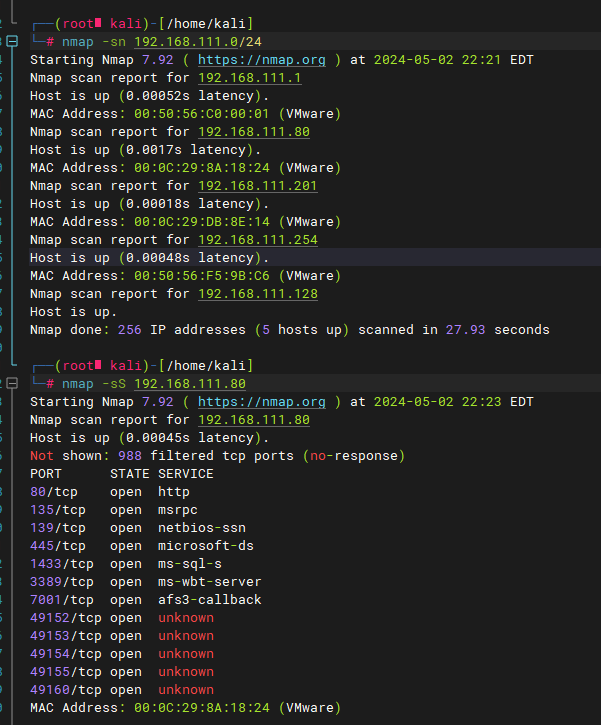 ┌──(root㉿kali)-[/home/kali]
└─# nmap -sn 192.168.111.0/24
Starting Nmap 7.92 ( https://nmap.org ) at 2024-05-02 22:21 EDT
Nmap scan report for 192.168.111.1
Host is up (0.00052s latency).
MAC Address: 00:50:56:C0:00:01 (VMware)
Nmap scan report for 192.168.111.80
Host is up (0.0017s latency).
MAC Address: 00:0C:29:8A:18:24 (VMware)
Nmap scan report for 192.168.111.201
Host is up (0.00018s latency).
MAC Address: 00:0C:29:DB:8E:14 (VMware)
Nmap scan report for 192.168.111.254
Host is up (0.00048s latency).
MAC Address: 00:50:56:F5:9B:C6 (VMware)
Nmap scan report for 192.168.111.128
Host is up.
Nmap done: 256 IP addresses (5 hosts up) scanned in 27.93 seconds
┌──(root㉿kali)-[/home/kali]
└─# nmap -sS 192.168.111.80
Starting Nmap 7.92 ( https://nmap.org ) at 2024-05-02 22:23 EDT
Nmap scan report for 192.168.111.80
Host is up (0.00045s latency).
Not shown: 988 filtered tcp ports (no-response)
PORT      STATE SERVICE
80/tcp    open  http
135/tcp   open  msrpc
139/tcp   open  netbios-ssn
445/tcp   open  microsoft-ds
1433/tcp  open  ms-sql-s
3389/tcp  open  ms-wbt-server
7001/tcp  open  afs3-callback
49152/tcp open  unknown
49153/tcp open  unknown
49154/tcp open  unknown
49155/tcp open  unknown
49160/tcp open  unknown
MAC Address: 00:0C:29:8A:18:24 (VMware)